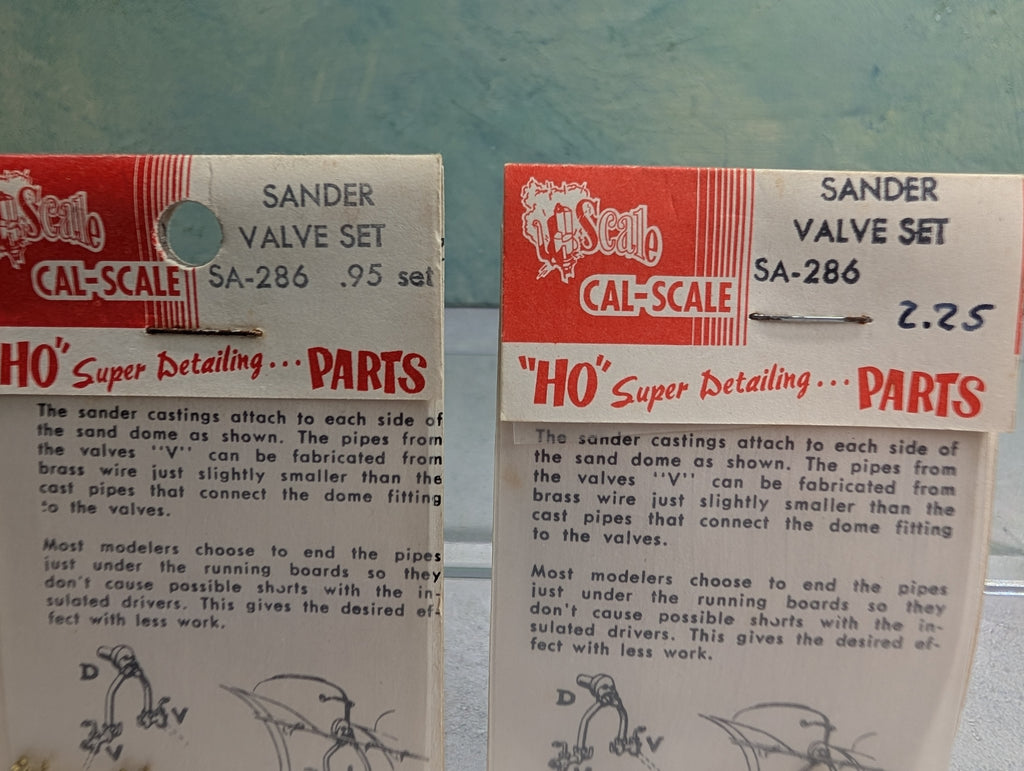 Scale
CAL-SCALE
SANDER
VALVE SET
SA-286 .95 set
HO" Super Detailing... PARTS
The sander castings attach to each side of
the sand dome as shown. The pipes from
the valves "V" can be fabricated from
brass wire just slightly smaller than the
cast pipes that connect the dome fitting
to the valves.
Most modelers choose to end the pipes
just under the running boards so they
don't cause possible shorts with the in-
sulated drivers. This gives the desired ef-
fect with less work.
D
V
V
Scale
CAL-SCALE
SANDER
VALVE SET
SA-286
2.25
"HO" Super Detailing... PARTS
The sander castings attach to each side of
the sand dome as shown. The pipes from
the valves "V" can be fabricated from
brass wire just slightly smaller than the
cast pipes that connect the dome fitting
to the valves.
Most modelers choose to end the pipes
just under the running boards so they
don't cause possible shorts with the in-
sulated drivers. This gives the desired ef-
fect with less work.
D
V